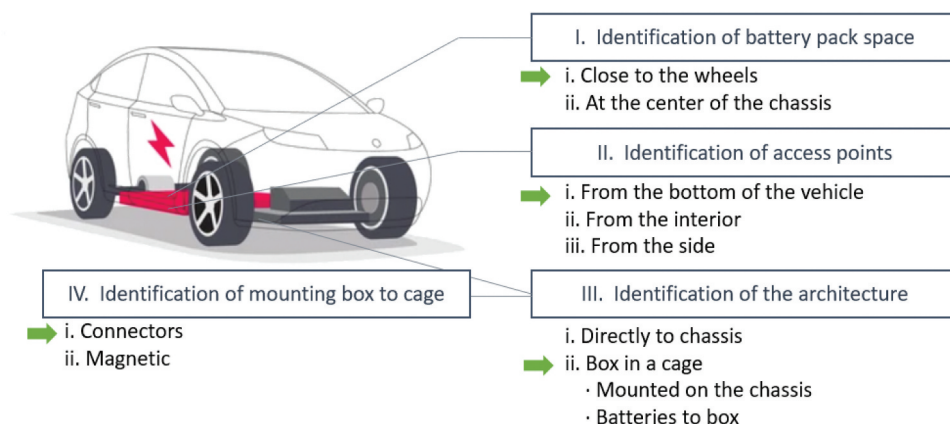 I. Identification of battery pack space
i. Close to the wheels
ii. At the center of the chassis
II. Identification of access points
i. From the bottom of the vehicle
ii. From the interior
iii. From the side
IV. Identification of mounting box to cage
i. Connectors
ii. Magnetic
III. Identification of the architecture
i. Directly to chassis
ii. Box in a cage
· Mounted on the chassis
· Batteries to box